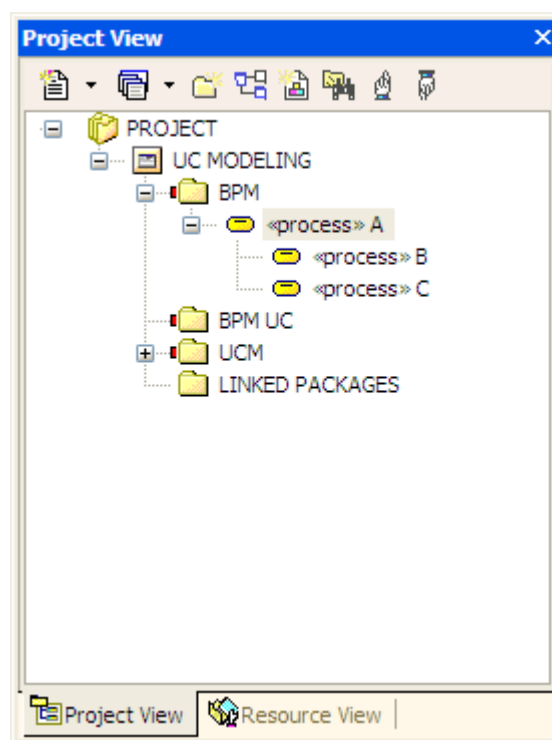 Project View
PROJECT
UC MODELING
BPM
«process» A
«process» B
«process» C
BPM UC
UCM
LINKED PACKAGES
Project View Resource View